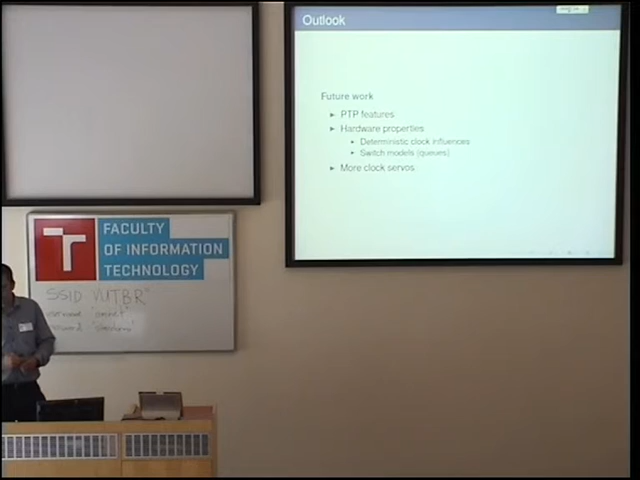 Outlook
Future work
PTP features
Hardware properties
Deterministic clock influences
Switch models (queues)
More clock servos
FACULTY
OF INFORMATION
TECHNOLOGY
SSID "VUTBR"